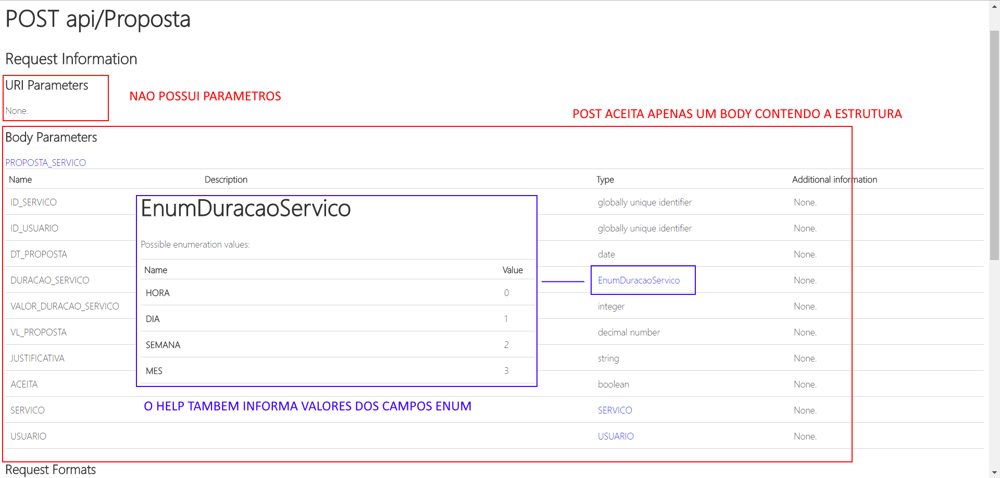 POST api/Proposta
Request Information
URI Parameters
NAO POSSUI PARAMETROS
None.
POST ACEITA APENAS UM BODY CONTENDO A ESTRUTURA
Body Parameters
PROPOSTA_SERVICO
Name Description Type Additional information
ID_SERVICO globally unique identifier None.
ID_USUARIO globally unique identifier None.
DT_PROPOSTA date None.
DURACAO_SERVICO EnumDuracaoServico None.
VALOR_DURACAO_SERVICO integer None.
VL_PROPOSTA decimal number None.
JUSTIFICATIVA string None.
ACEITA boolean None.
SERVICO SERVICO None.
USUARIO USUARIO None.
EnumDuracaoServico
Possible enumeration values:
Name Value
HORA 0
DIA 1
SEMANA 2
MES 3
O HELP TAMBEM INFORMA VALORES DOS CAMPOS ENUM
Request Formats